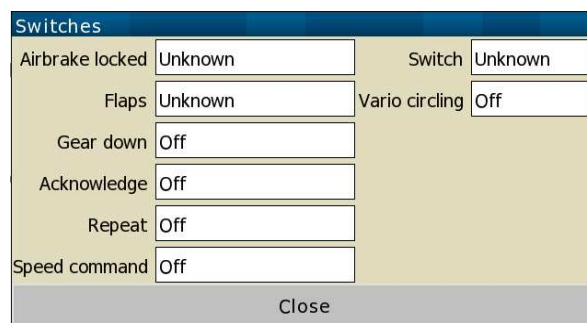 Switches
Airbrake locked Unknown Switch Unknown
Flaps Unknown Vario circling Off
Gear down Off
Acknowledge Off
Repeat Off
Speed command Off
Close